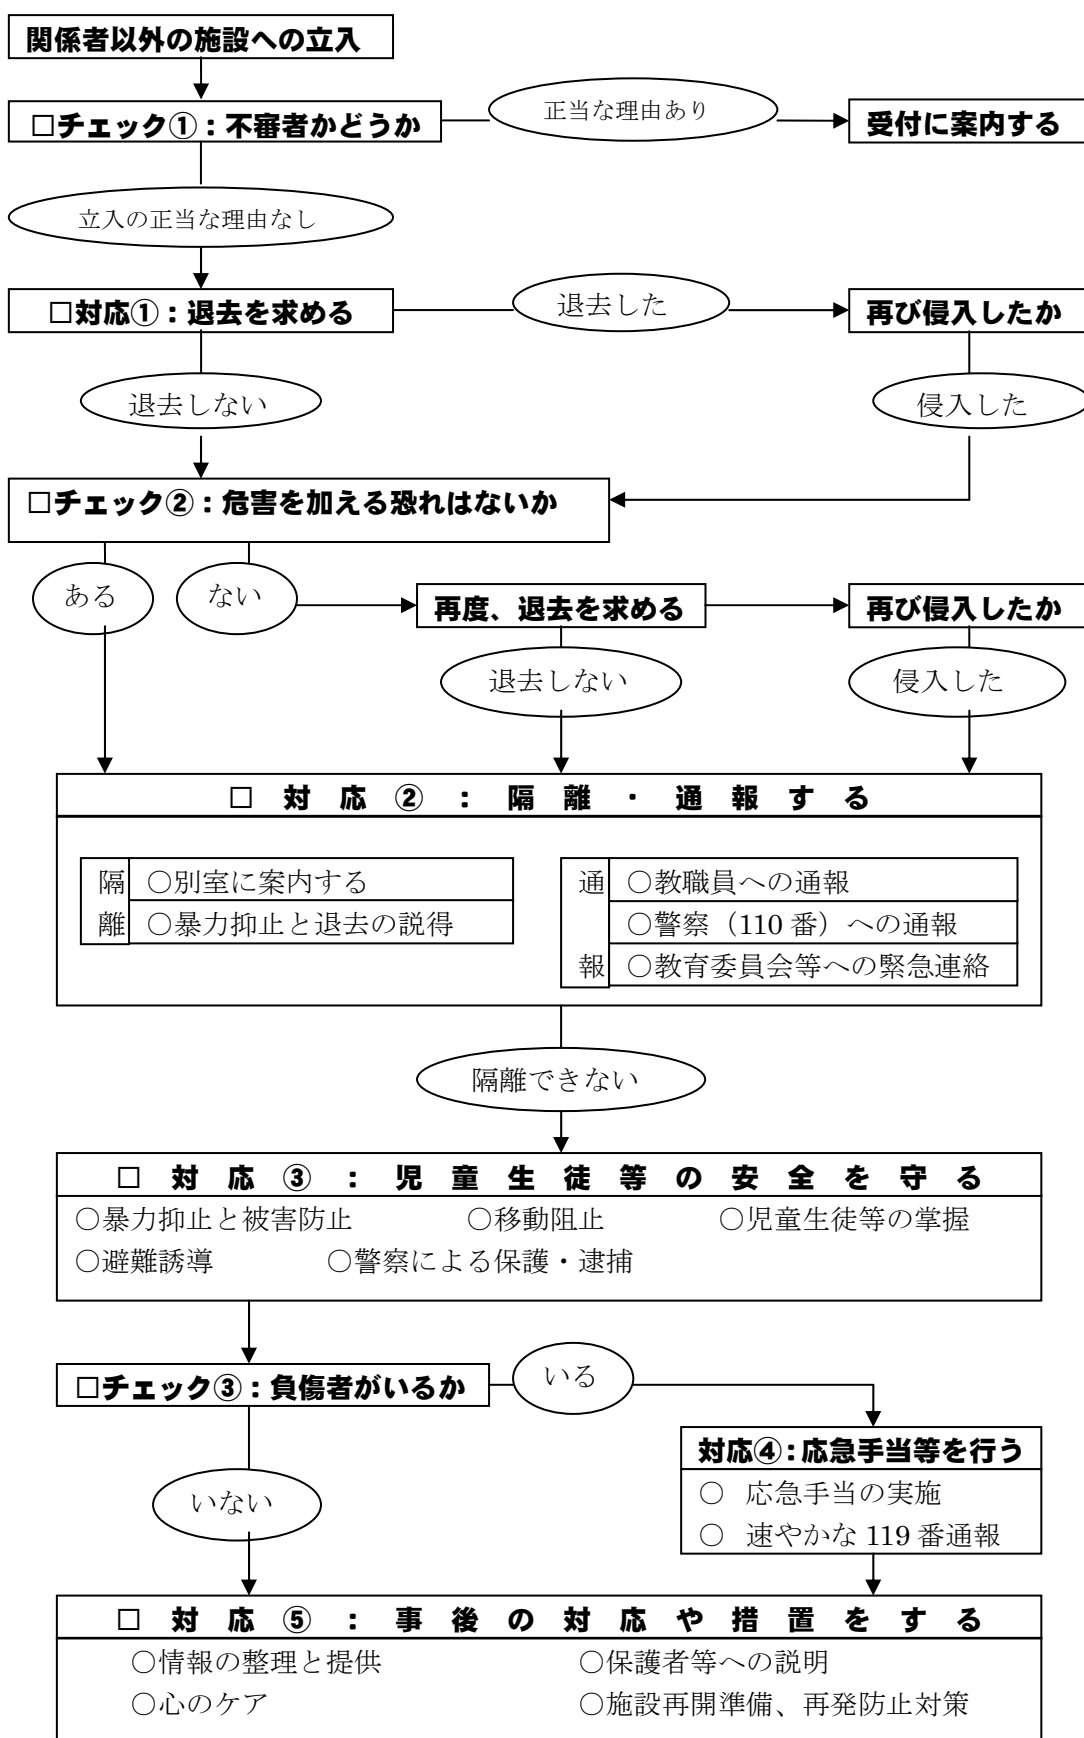 関係者以外の施設への立入
□チェック①：不審者かどうか
正当な理由あり
受付に案内する
立入の正当な理由なし
□対応①：退去を求める
退去した
再び侵入したか
退去しない
侵入した
□チェック②：危害を加える恐れはないか
ある
ない
再度、退去を求める
再び侵入したか
退去しない
侵入した
□対応②：隔離・通報する
隔離
○別室に案内する
○暴力抑止と退去の説得
通報
○教職員への通報
○警察（110番）への通報
○教育委員会等への緊急連絡
隔離できない
□対応③：児童生徒等の安全を守る
○暴力抑止と被害防止 ○移動阻止 ○児童生徒等の掌握
○避難誘導 ○警察による保護・逮捕
□チェック③：負傷者がいるか
いる
対応④：応急手当等を行う
○ 応急手当の実施
○ 速やかな119番通報
いない
□対応⑤：事後の対応や措置をする
○情報の整理と提供 ○保護者等への説明
○心のケア ○施設再開準備、再発防止対策